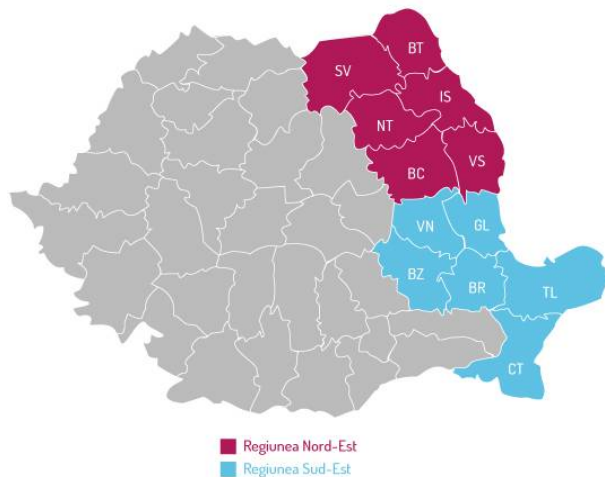 BT
SV
IS
NT
BC
VS
VN
GL
BZ
BR
TL
CT
Regiunea Nord-Est
Regiunea Sud-Est